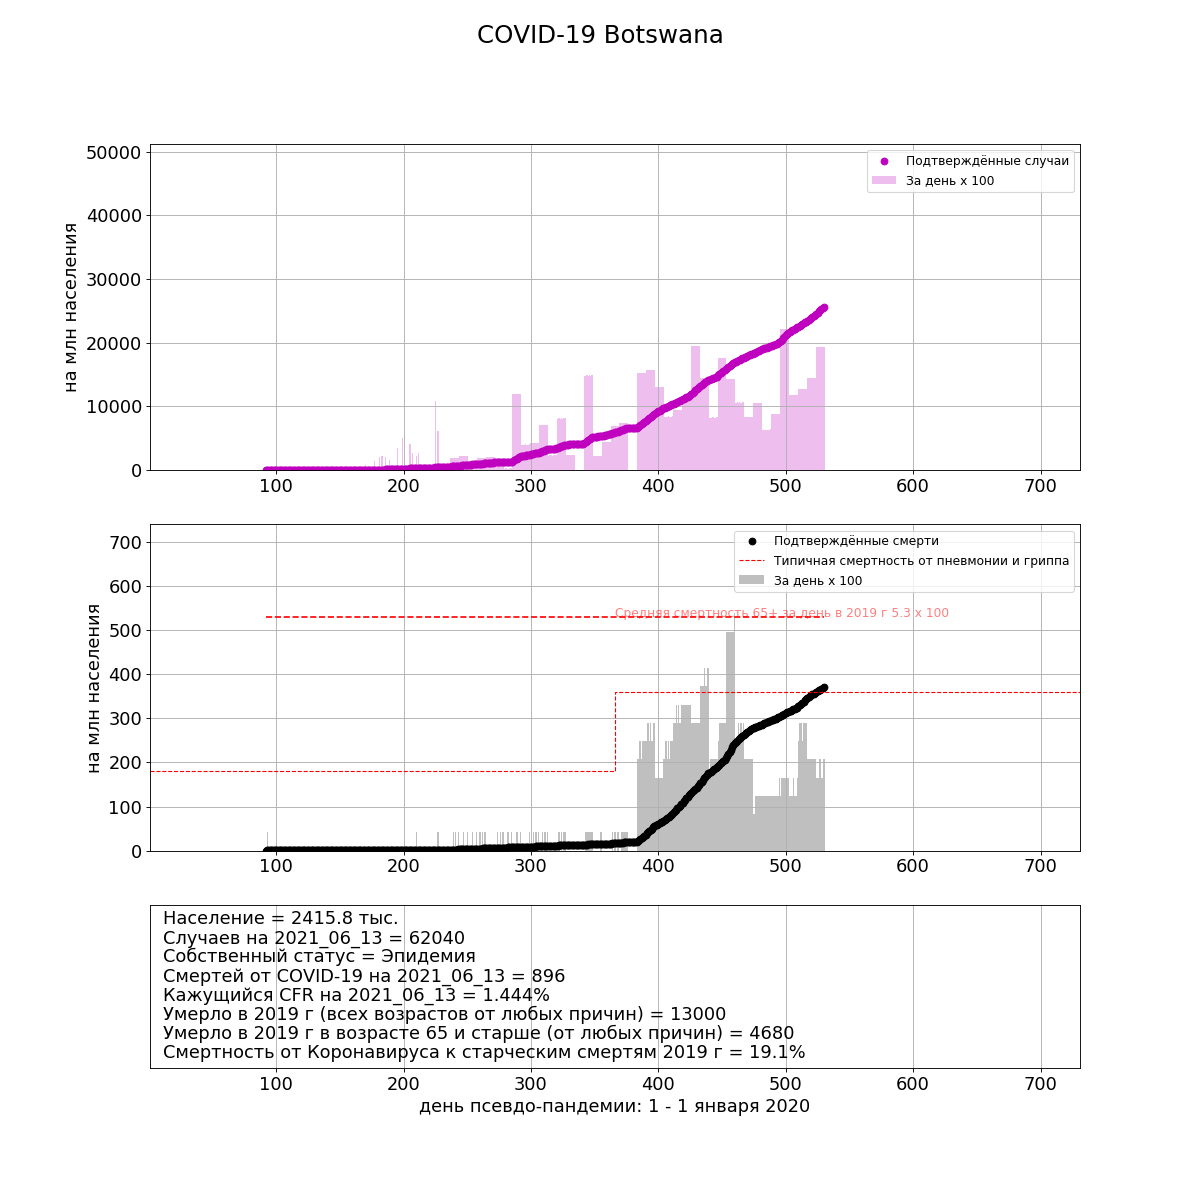 COVID-19 Botswana
50000
40000
30000
20000
10000
0
на млн населения
Подтверждённые случаи
За день x 100
100 200 300 400 500 600 700
700
600
500
400
300
200
100
0
на млн населения
Подтверждённые смерти
Типичная смертность от пневмонии и гриппа
За день x 100
Средняя смертность 65+ за день в 2019 г 5.3 x 100
100 200 300 400 500 600 700
Население = 2415.8 тыс.
Случаев на 2021_06_13 = 62040
Собственный статус = Эпидемия
Смертей от COVID-19 на 2021_06_13 = 896
Кажущийся CFR на 2021_06_13 = 1.444%
Умерло в 2019 г (всех возрастов от любых причин) = 13000
Умерло в 2019 г в возрасте 65 и старше (от любых причин) = 4680
Смертность от Коронавируса к старческим смертям 2019 г = 19.1%
100 200 300 400 500 600 700
день псевдо-пандемии: 1 - 1 января 2020